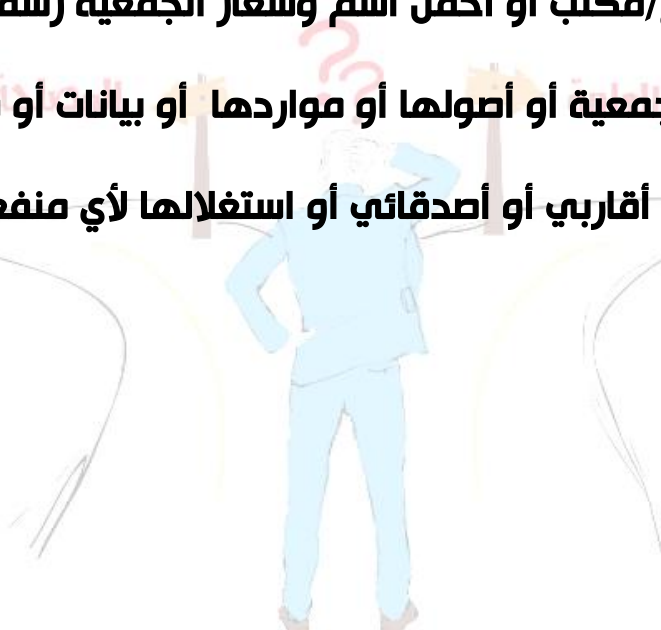 /مكتب أو أحمل اسم وشعار الجمعية
أو أصولها أو مواردها أو بيانات أو
أقاربي أو أصدقائي أو استغلالها لأي